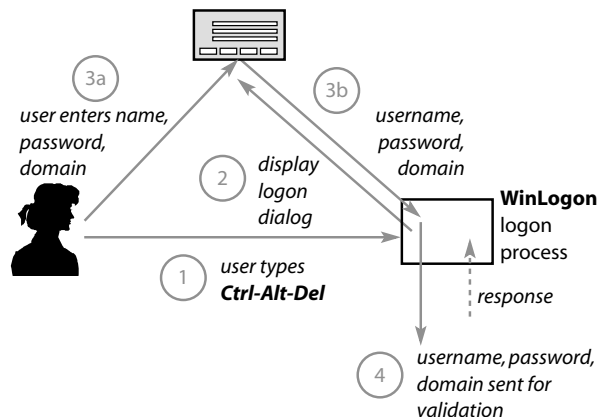 3a
user enters name,
password,
domain
3b
username,
password,
domain
2
display
logon
dialog
WinLogon
logon
process
1
user types
Ctrl-Alt-Del
response
4
username, password,
domain sent for
validation